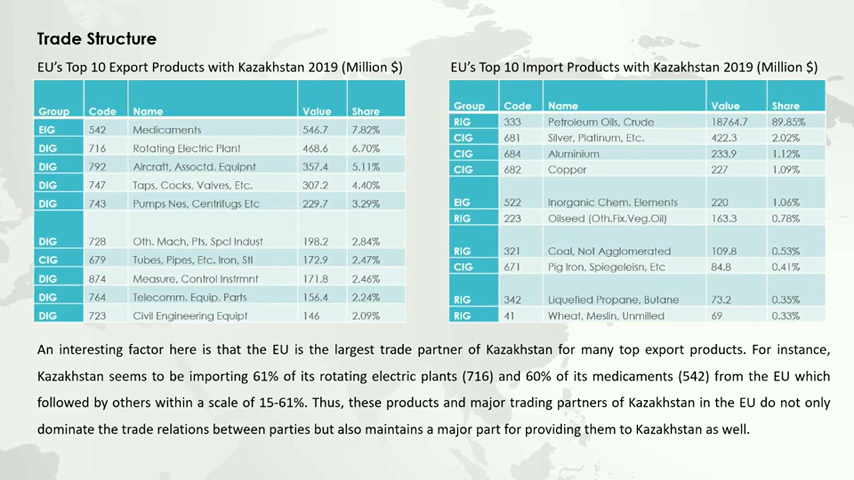 Trade Structure
EU's Top 10 Export Products with Kazakhstan 2019 (Million $)
Group Code Name Value Share
EIG 542 Medicaments 546.7 7.82%
DIG 716 Rotating Electric Plant 468.6 6.70%
DIG 792 Aircraft, Assoctd. Equipnt 357.4 5.11%
DIG 747 Taps, Cocks, Valves, Etc. 307.2 4.40%
DIG 743 Pumps Nes, Centrifugs Etc 229.7 3.29%
DIG 728 Oth. Mach, Pts, Spcl Indust 198.2 2.84%
CIG 679 Tubes, Pipes, Etc. Iron, Stl 172.9 2.47%
DIG 874 Measure, Control Instrmnt 171.8 2.46%
DIG 764 Telecomm. Equip. Parts 156.4 2.24%
DIG 723 Civil Engineering Equipt 146 2.09%
EU's Top 10 Import Products with Kazakhstan 2019 (Million $)
Group Code Name Value Share
RIG 333 Petroleum Oils, Crude 18764.7 89.85%
CIG 681 Silver, Platinum, Etc. 422.3 2.02%
CIG 684 Aluminium 233.9 1.12%
CIG 682 Copper 227 1.09%
EIG 522 Inorganic Chem. Elements 220 1.06%
RIG 223 Oilseed (Oth.Fix.Veg.Oil) 163.3 0.78%
RIG 321 Coal, Not Agglomerated 109.8 0.53%
CIG 671 Pig Iron, Spiegeleisn, Etc 84.8 0.41%
RIG 342 Liquefied Propane, Butane 73.2 0.35%
RIG 41 Wheat, Meslin, Unmilled 69 0.33%
An interesting factor here is that the EU is the largest trade partner of Kazakhstan for many top export products. For instance,
Kazakhstan seems to be importing 61% of its rotating electric plants (716) and 60% of its medicaments (542) from the EU which
followed by others within a scale of 15-61%. Thus, these products and major trading partners of Kazakhstan in the EU do not only
dominate the trade relations between parties but also maintains a major part for providing them to Kazakhstan as well.